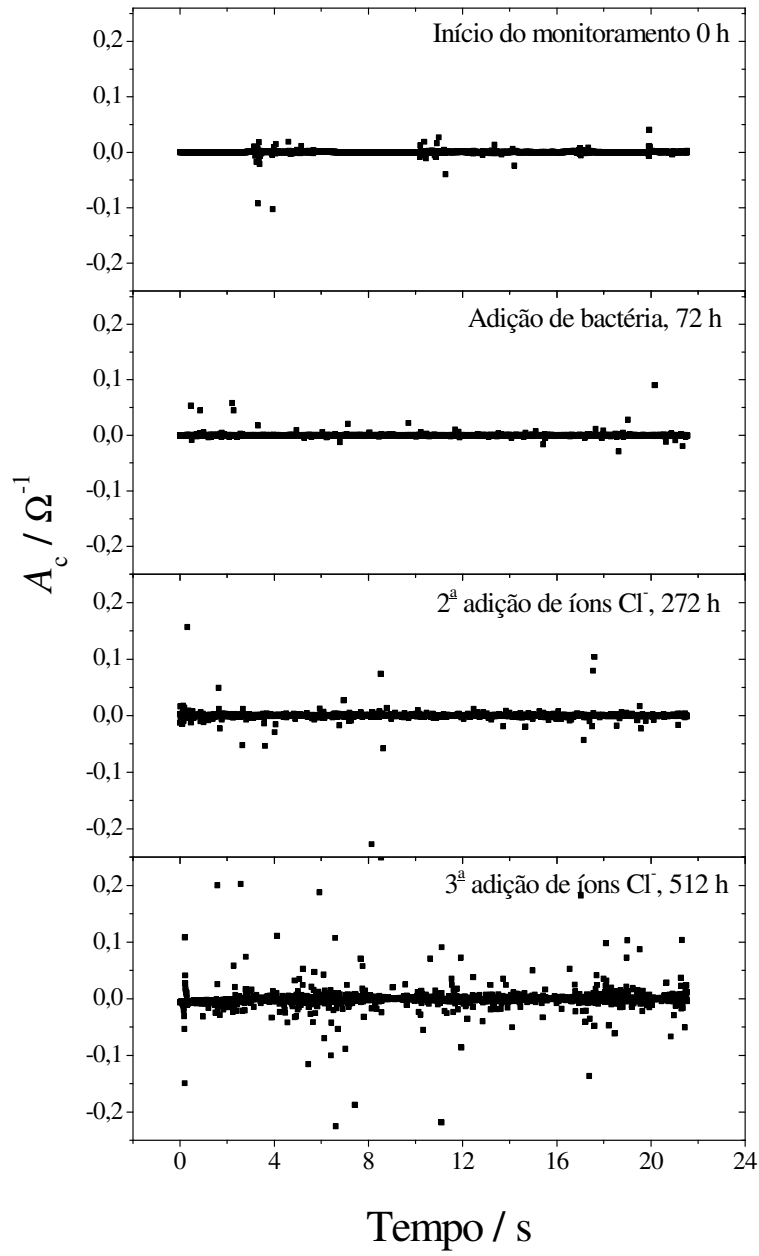 0,2
Início do monitoramento 0 h
0,1
0,0
-0,1
-0,2
0,2
Adição de bactéria, 72 h
0,1
0,0
-0,1
-0,2
0,2
2ª adição de íons Cl⁻, 272 h
0,1
0,0
-0,1
-0,2
0,2
3ª adição de íons Cl⁻, 512 h
0,1
0,0
-0,1
-0,2
A_c / Ω⁻¹
0 4 8 12 16 20 24
Tempo / s